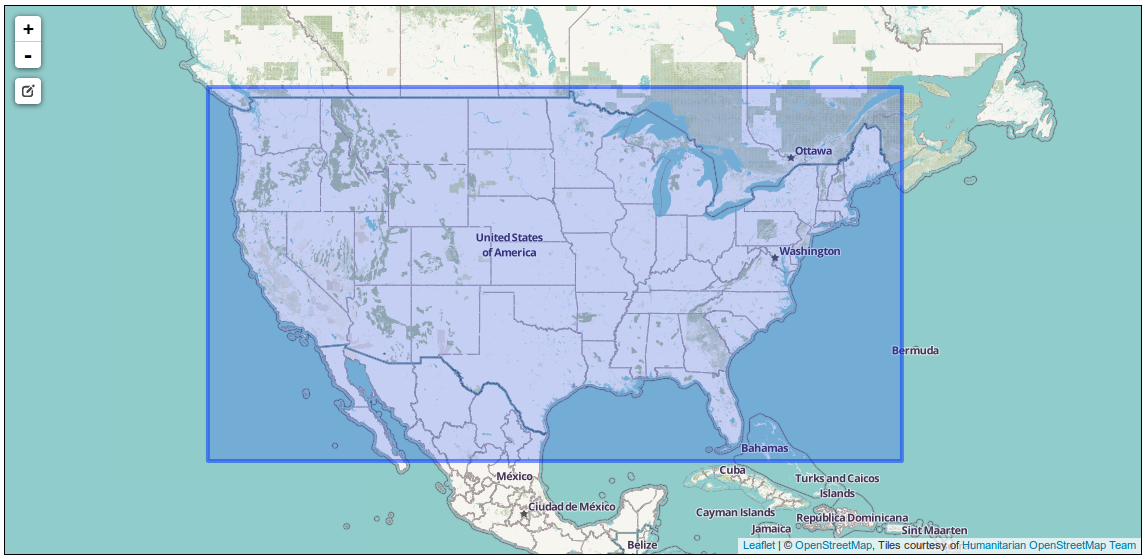 +
-
Ottawa
United States
of America
Washington
Bermuda
Bahamas
Cuba
México
Turks and Caicos
Islands
Ciudad de México
Cayman Islands
República Dominicana
Jamaica
Sint Maarten
Belize
Leaflet | © OpenStreetMap, Tiles courtesy of Humanitarian OpenStreetMap Team